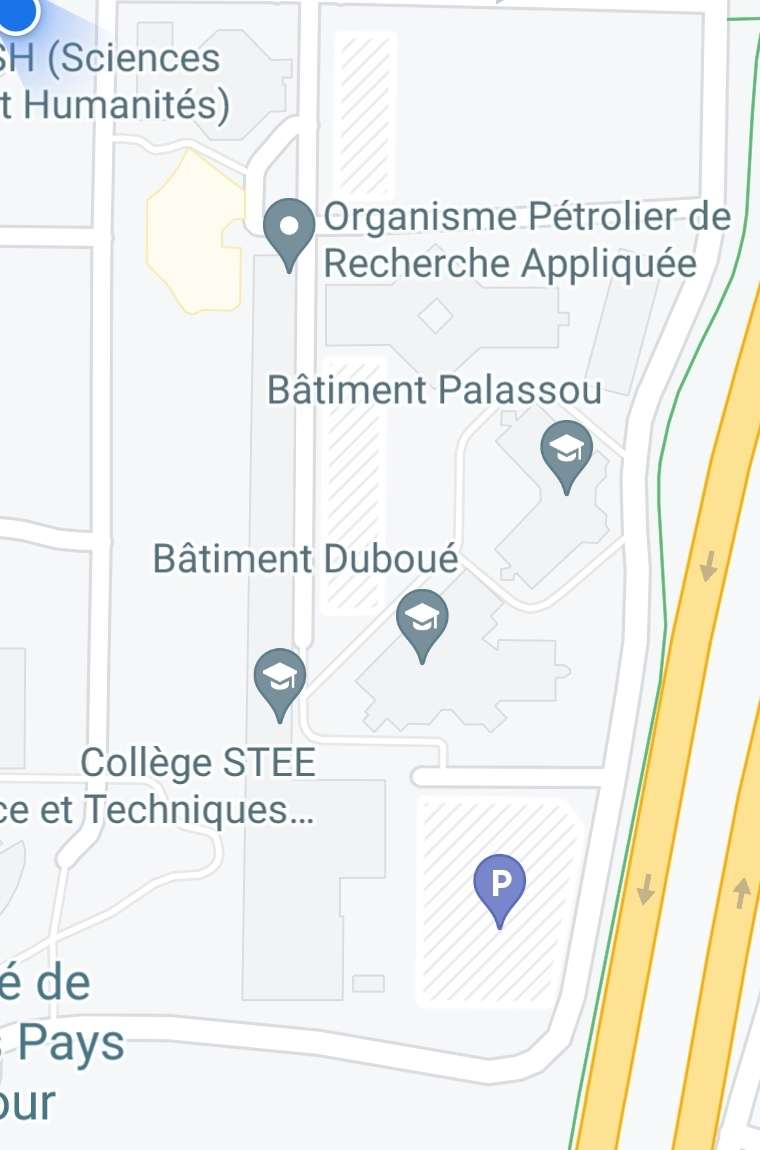 SH (Sciences
t Humanités)
Organisme Pétrolier de
Recherche Appliquée
Bâtiment Palassou
Bâtiment Duboué
Collège STEE
ce et Techniques...
P
é de
s Pays
our